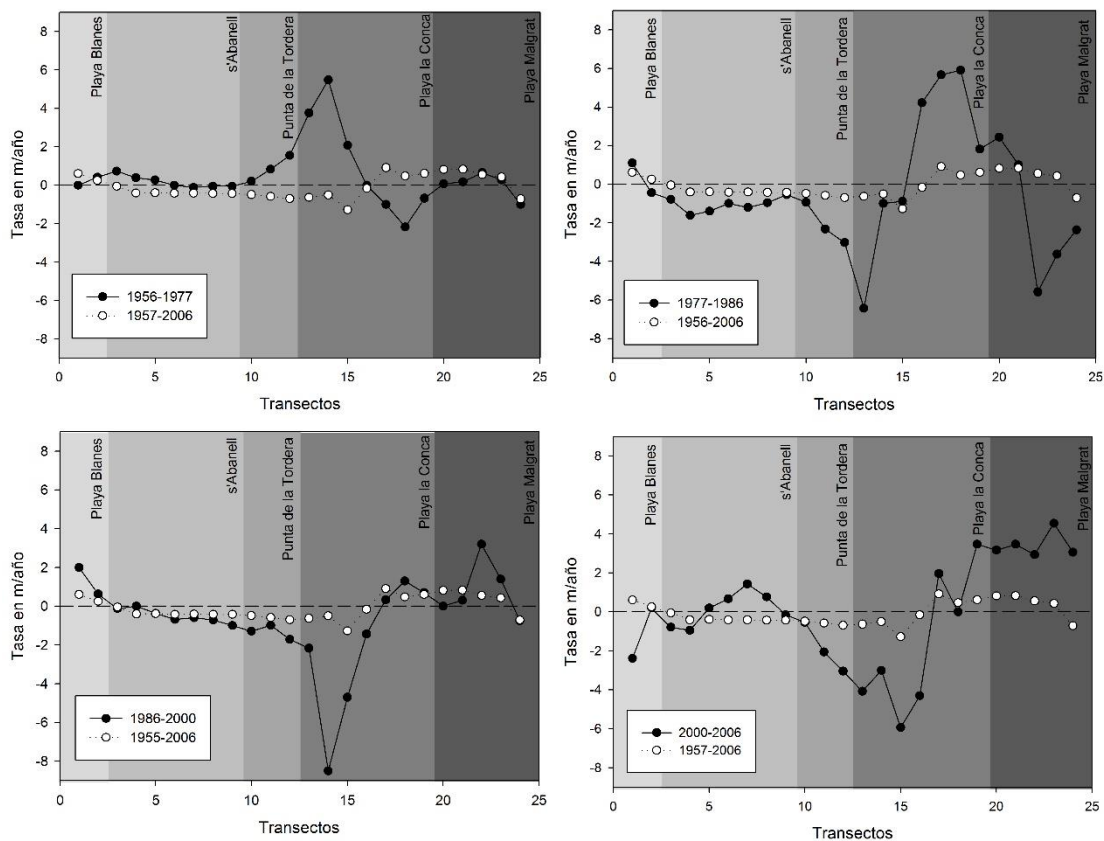 Playa Blanes
s'Abanell
Punta de la Tordera
Playa la Conca
Playa Malgrat
Tasa en m/año
8
6
4
2
0
-2
-4
-6
-8
1956-1977
1957-2006
0
5
10
15
20
25
Transectos
Playa Blanes
s'Abanell
Punta de la Tordera
Playa la Conca
Playa Malgrat
Tasa en m/año
8
6
4
2
0
-2
-4
-6
-8
1977-1986
1956-2006
0
5
10
15
20
25
Transectos
Playa Blanes
s'Abanell
Punta de la Tordera
Playa la Conca
Playa Malgrat
Tasa en m/año
8
6
4
2
0
-2
-4
-6
-8
1986-2000
1955-2006
0
5
10
15
20
25
Transectos
Playa Blanes
s'Abanell
Punta de la Tordera
Playa la Conca
Playa Malgrat
Tasa en m/año
8
6
4
2
0
-2
-4
-6
-8
2000-2006
1957-2006
0
5
10
15
20
25
Transectos